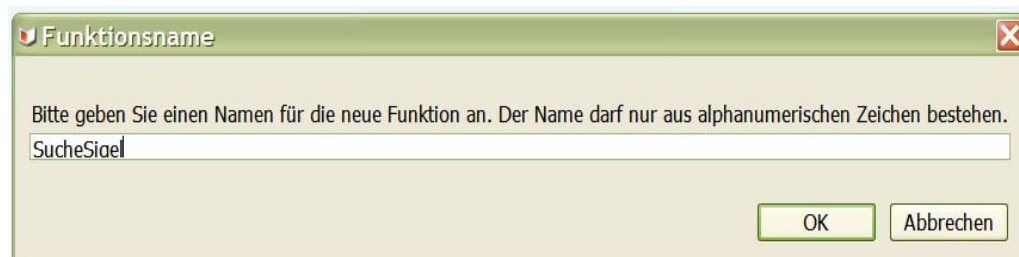 Funktionsname
Bitte geben Sie einen Namen für die neue Funktion an. Der Name darf nur aus alphanumerischen Zeichen bestehen.
SucheSigel
OK Abbrechen